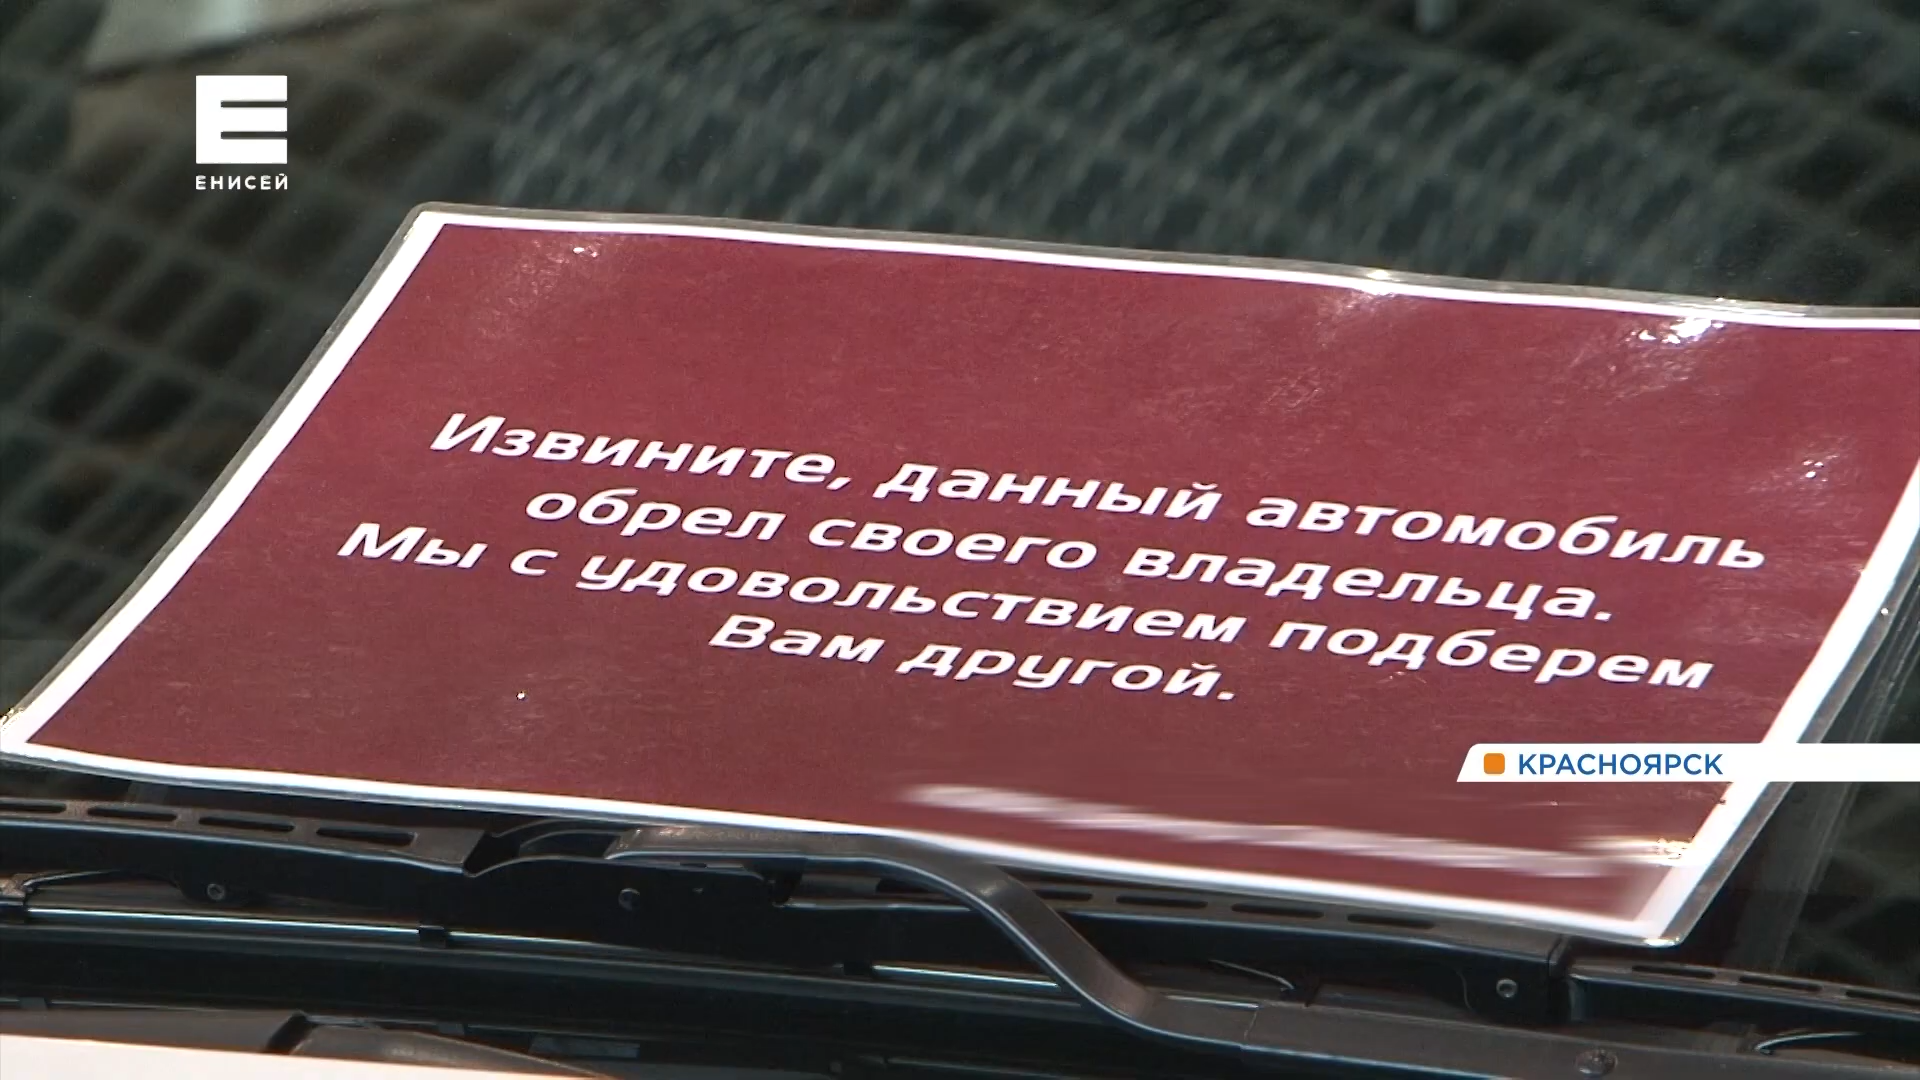 ЕНИСЕЙ
Извините, данный автомобиль
обрел своего владельца.
Мы с удовольствием подберем
Вам другой.
КРАСНОЯРСК